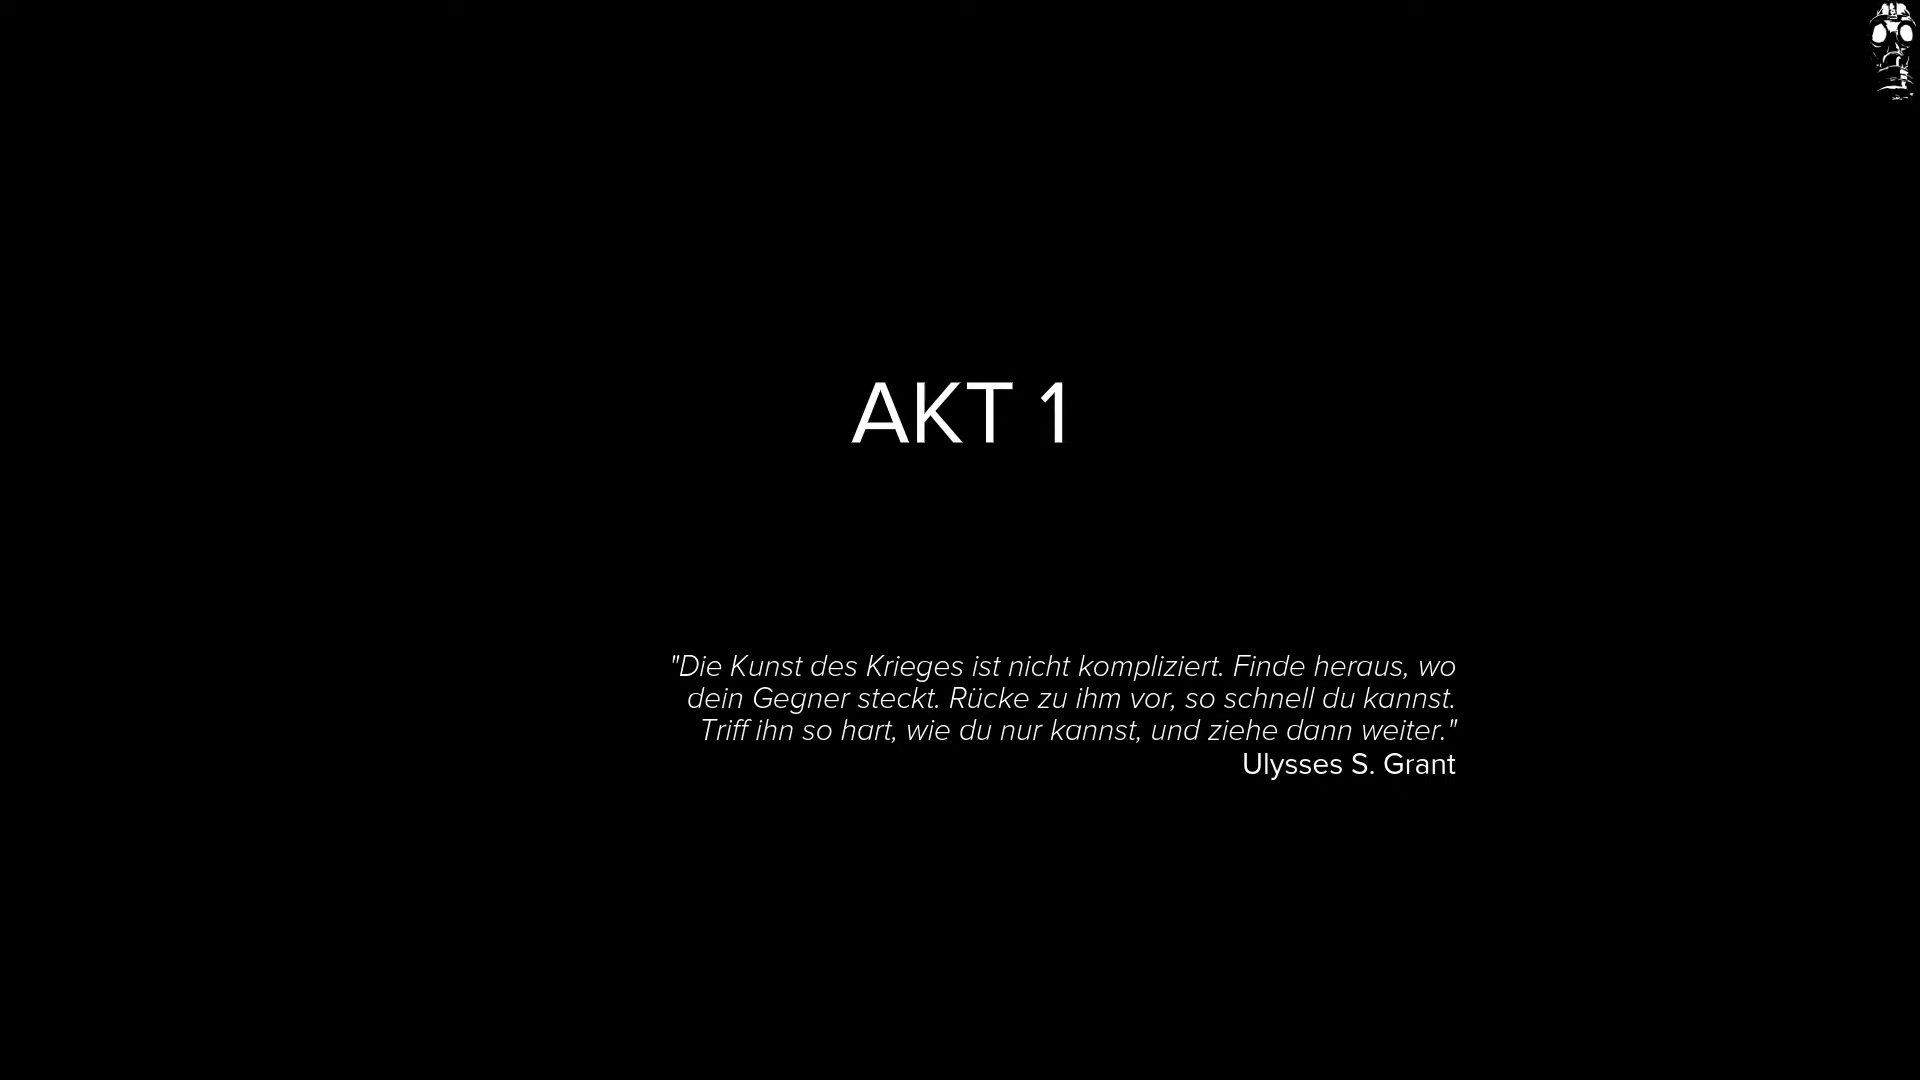 AKT 1
"Die Kunst des Krieges ist nicht kompliziert. Finde heraus, wo
dein Gegner steckt. Rücke zu ihm vor, so schnell du kannst.
Triff ihn so hart, wie du nur kannst, und ziehe dann weiter."
Ulysses S. Grant